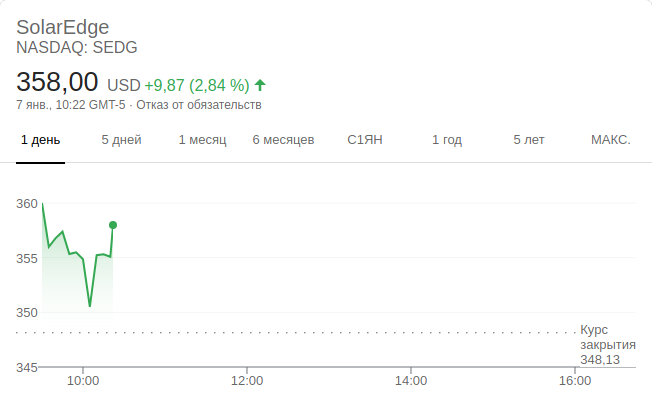 SolarEdge
NASDAQ: SEDG
358,00 USD +9,87 (2,84 %)
7 янв., 10:22 GMT-5 · Отказ от обязательств
1 день 5 дней 1 месяц 6 месяцев С1ЯН 1 год 5 лет МАКС.
360
355
350
Курс
закрытия
348,13
345
10:00 12:00 14:00 16:00